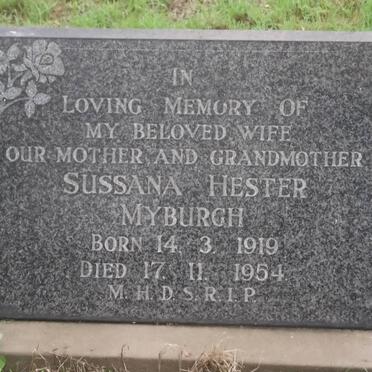 IN
LOVING MEMORY OF
MY BELOVED WIFE
OUR MOTHER AND GRANDMOTHER
SUSSANA HESTER
MYBURGH
BORN 14. 3. 1919
DIED 17. 11. 1954
M.H.D.S.R.I.P.